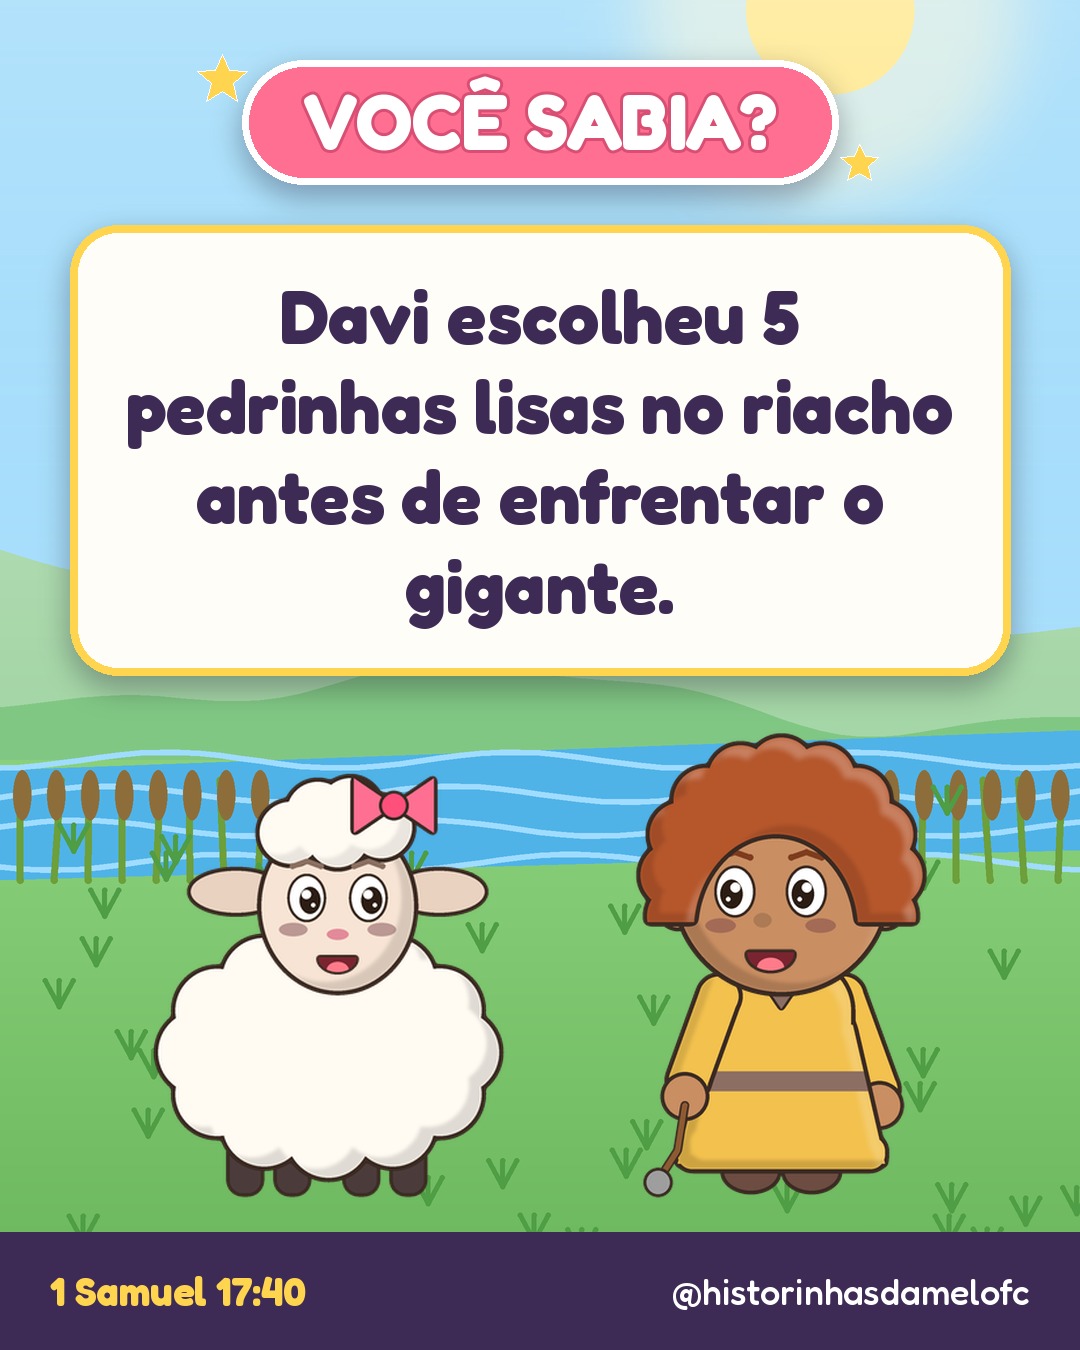 VOCÊ SABIA?
Davi escolheu 5
pedrinhas lisas no riacho
antes de enfrentar o
gigante.
1 Samuel 17:40
@historinhasdamelofc